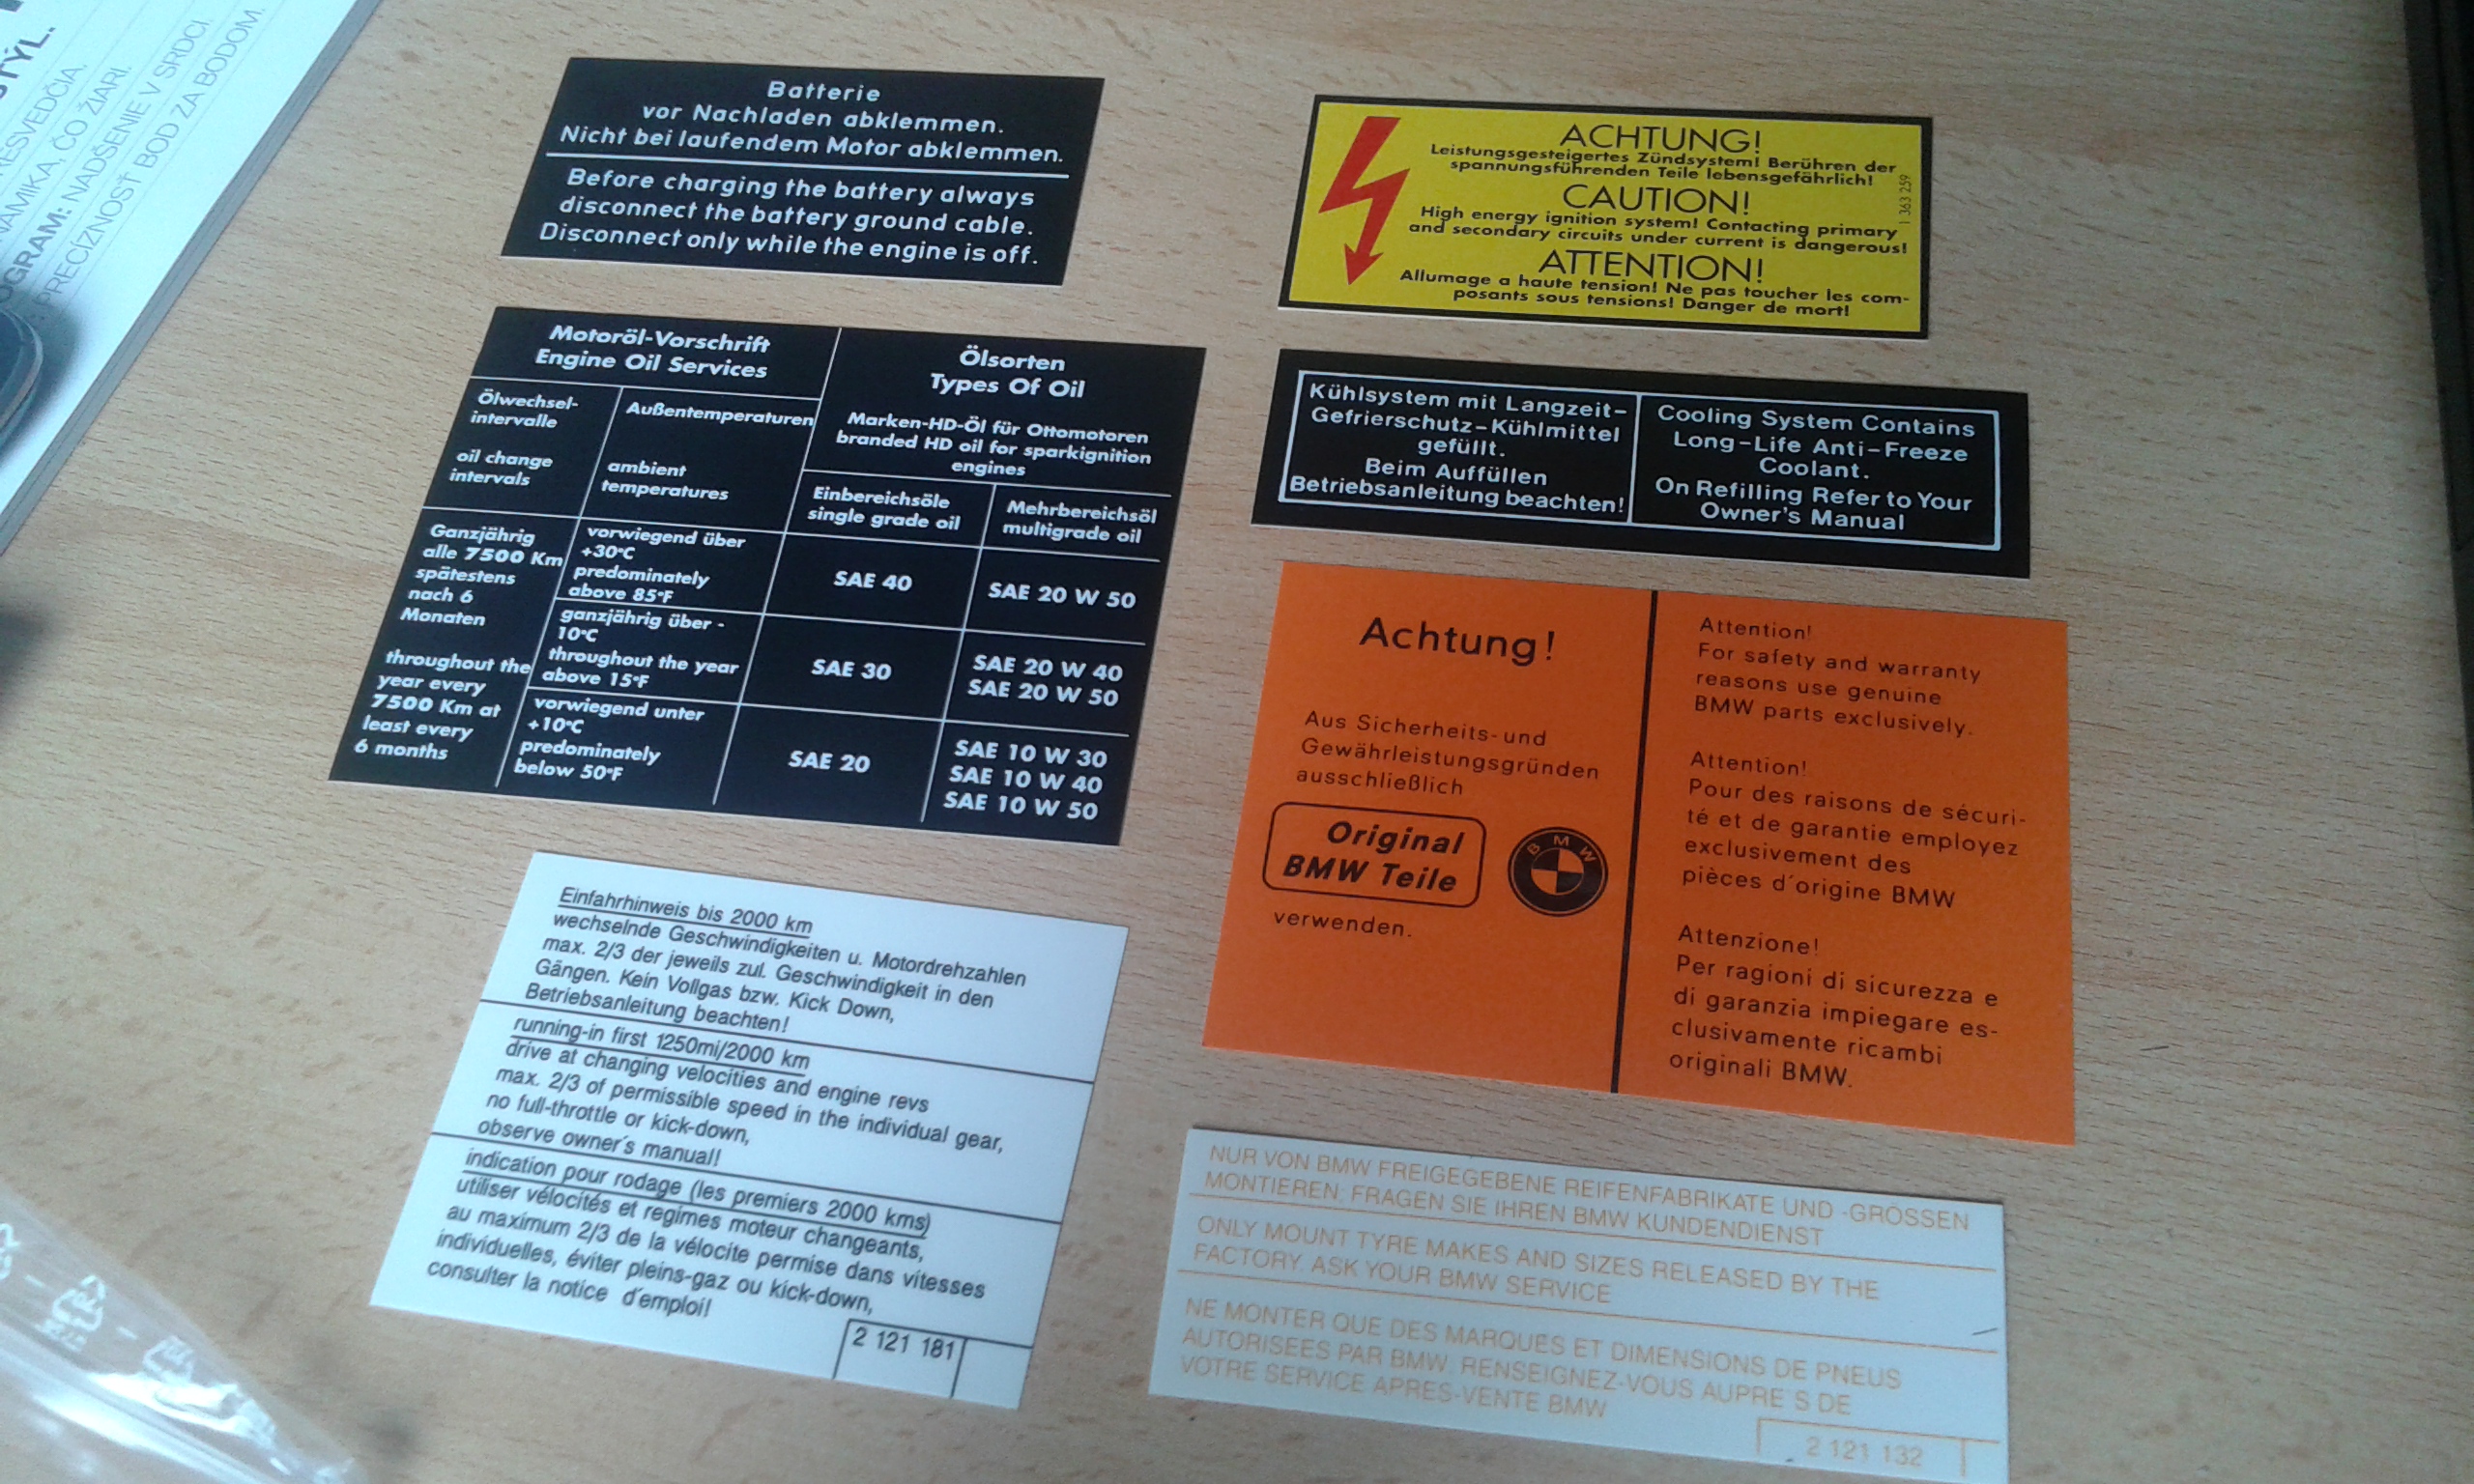 STÝL.
RESVEDČIA.
NAMIKA, ČO ŽIARI.
OGRAM: NADŠENIE V SRDCI.
: PRECÍZNOSŤ BOD ZA BODOM.
Batterie
vor Nachladen abklemmen.
Nicht bei laufendem Motor abklemmen.
Before charging the battery always
disconnect the battery ground cable.
Disconnect only while the engine is off.
Motoröl-Vorschrift
Engine Oil Services
Ölsorten
Types Of Oil
Ölwechsel-
intervalle
oil change
intervals
Außentemperaturen
ambient
temperatures
Marken-HD-Öl für Ottomotoren
branded HD oil for sparkignition
engines
Einbereichsöle
single grade oil
Mehrbereichsöl
multigrade oil
Ganzjährig
alle 7500 Km
spätestens
nach 6
Monaten
throughout the
year every
7500 Km at
least every
6 months
vorwiegend über
+30°C
predominately
above 85°F
SAE 40
SAE 20 W 50
ganzjährig über -
10°C
throughout the year
above 15°F
SAE 30
SAE 20 W 40
SAE 20 W 50
vorwiegend unter
+10°C
predominately
below 50°F
SAE 20
SAE 10 W 30
SAE 10 W 40
SAE 10 W 50
Einfahrhinweis bis 2000 km
wechselnde Geschwindigkeiten u. Motordrehzahlen
max. 2/3 der jeweils zul. Geschwindigkeit in den
Gängen. Kein Vollgas bzw. Kick Down,
Betriebsanleitung beachten!
running-in first 1250mi/2000 km
drive at changing velocities and engine revs
max. 2/3 of permissible speed in the individual gear,
no full-throttle or kick-down,
observe owner´s manual!
indication pour rodage (les premiers 2000 kms)
utiliser vélocités et regimes moteur changeants,
au maximum 2/3 de la vélocite permise dans vitesses
individuelles, éviter pleins-gaz ou kick-down,
consulter la notice d´emploi!
2 121 181
ACHTUNG!
Leistungsgesteigertes Zündsystem! Berühren der
spannungsführenden Teile lebensgefährlich!
CAUTION!
High energy ignition system! Contacting primary
and secondary circuits under current is dangerous!
ATTENTION!
Allumage a haute tension! Ne pas toucher les com-
posants sous tensions! Danger de mort!
1 363 259
Kühlsystem mit Langzeit-
Gefrierschutz-Kühlmittel
gefüllt.
Beim Auffüllen
Betriebsanleitung beachten!
Cooling System Contains
Long-Life Anti-Freeze
Coolant.
On Refilling Refer to Your
Owner's Manual
Achtung!
Aus Sicherheits- und
Gewährleistungsgründen
ausschließlich
Original
BMW Teile
BMW
verwenden.
Attention!
For safety and warranty
reasons use genuine
BMW parts exclusively.
Attention!
Pour des raisons de sécuri-
té et de garantie employez
exclusivement des
pièces d´origine BMW
Attenzione!
Per ragioni di sicurezza e
di garanzia impiegare es-
clusivamente ricambi
originali BMW.
NUR VON BMW FREIGEGEBENE REIFENFABRIKATE UND -GROSSEN
MONTIEREN; FRAGEN SIE IHREN BMW KUNDENDIENST
ONLY MOUNT TYRE MAKES AND SIZES RELEASED BY THE
FACTORY. ASK YOUR BMW SERVICE
NE MONTER QUE DES MARQUES ET DIMENSIONS DE PNEUS
AUTORISEES PAR BMW. RENSEIGNEZ-VOUS AUPRE`S DE
VOTRE SERVICE APRES-VENTE BMW
2 121 132